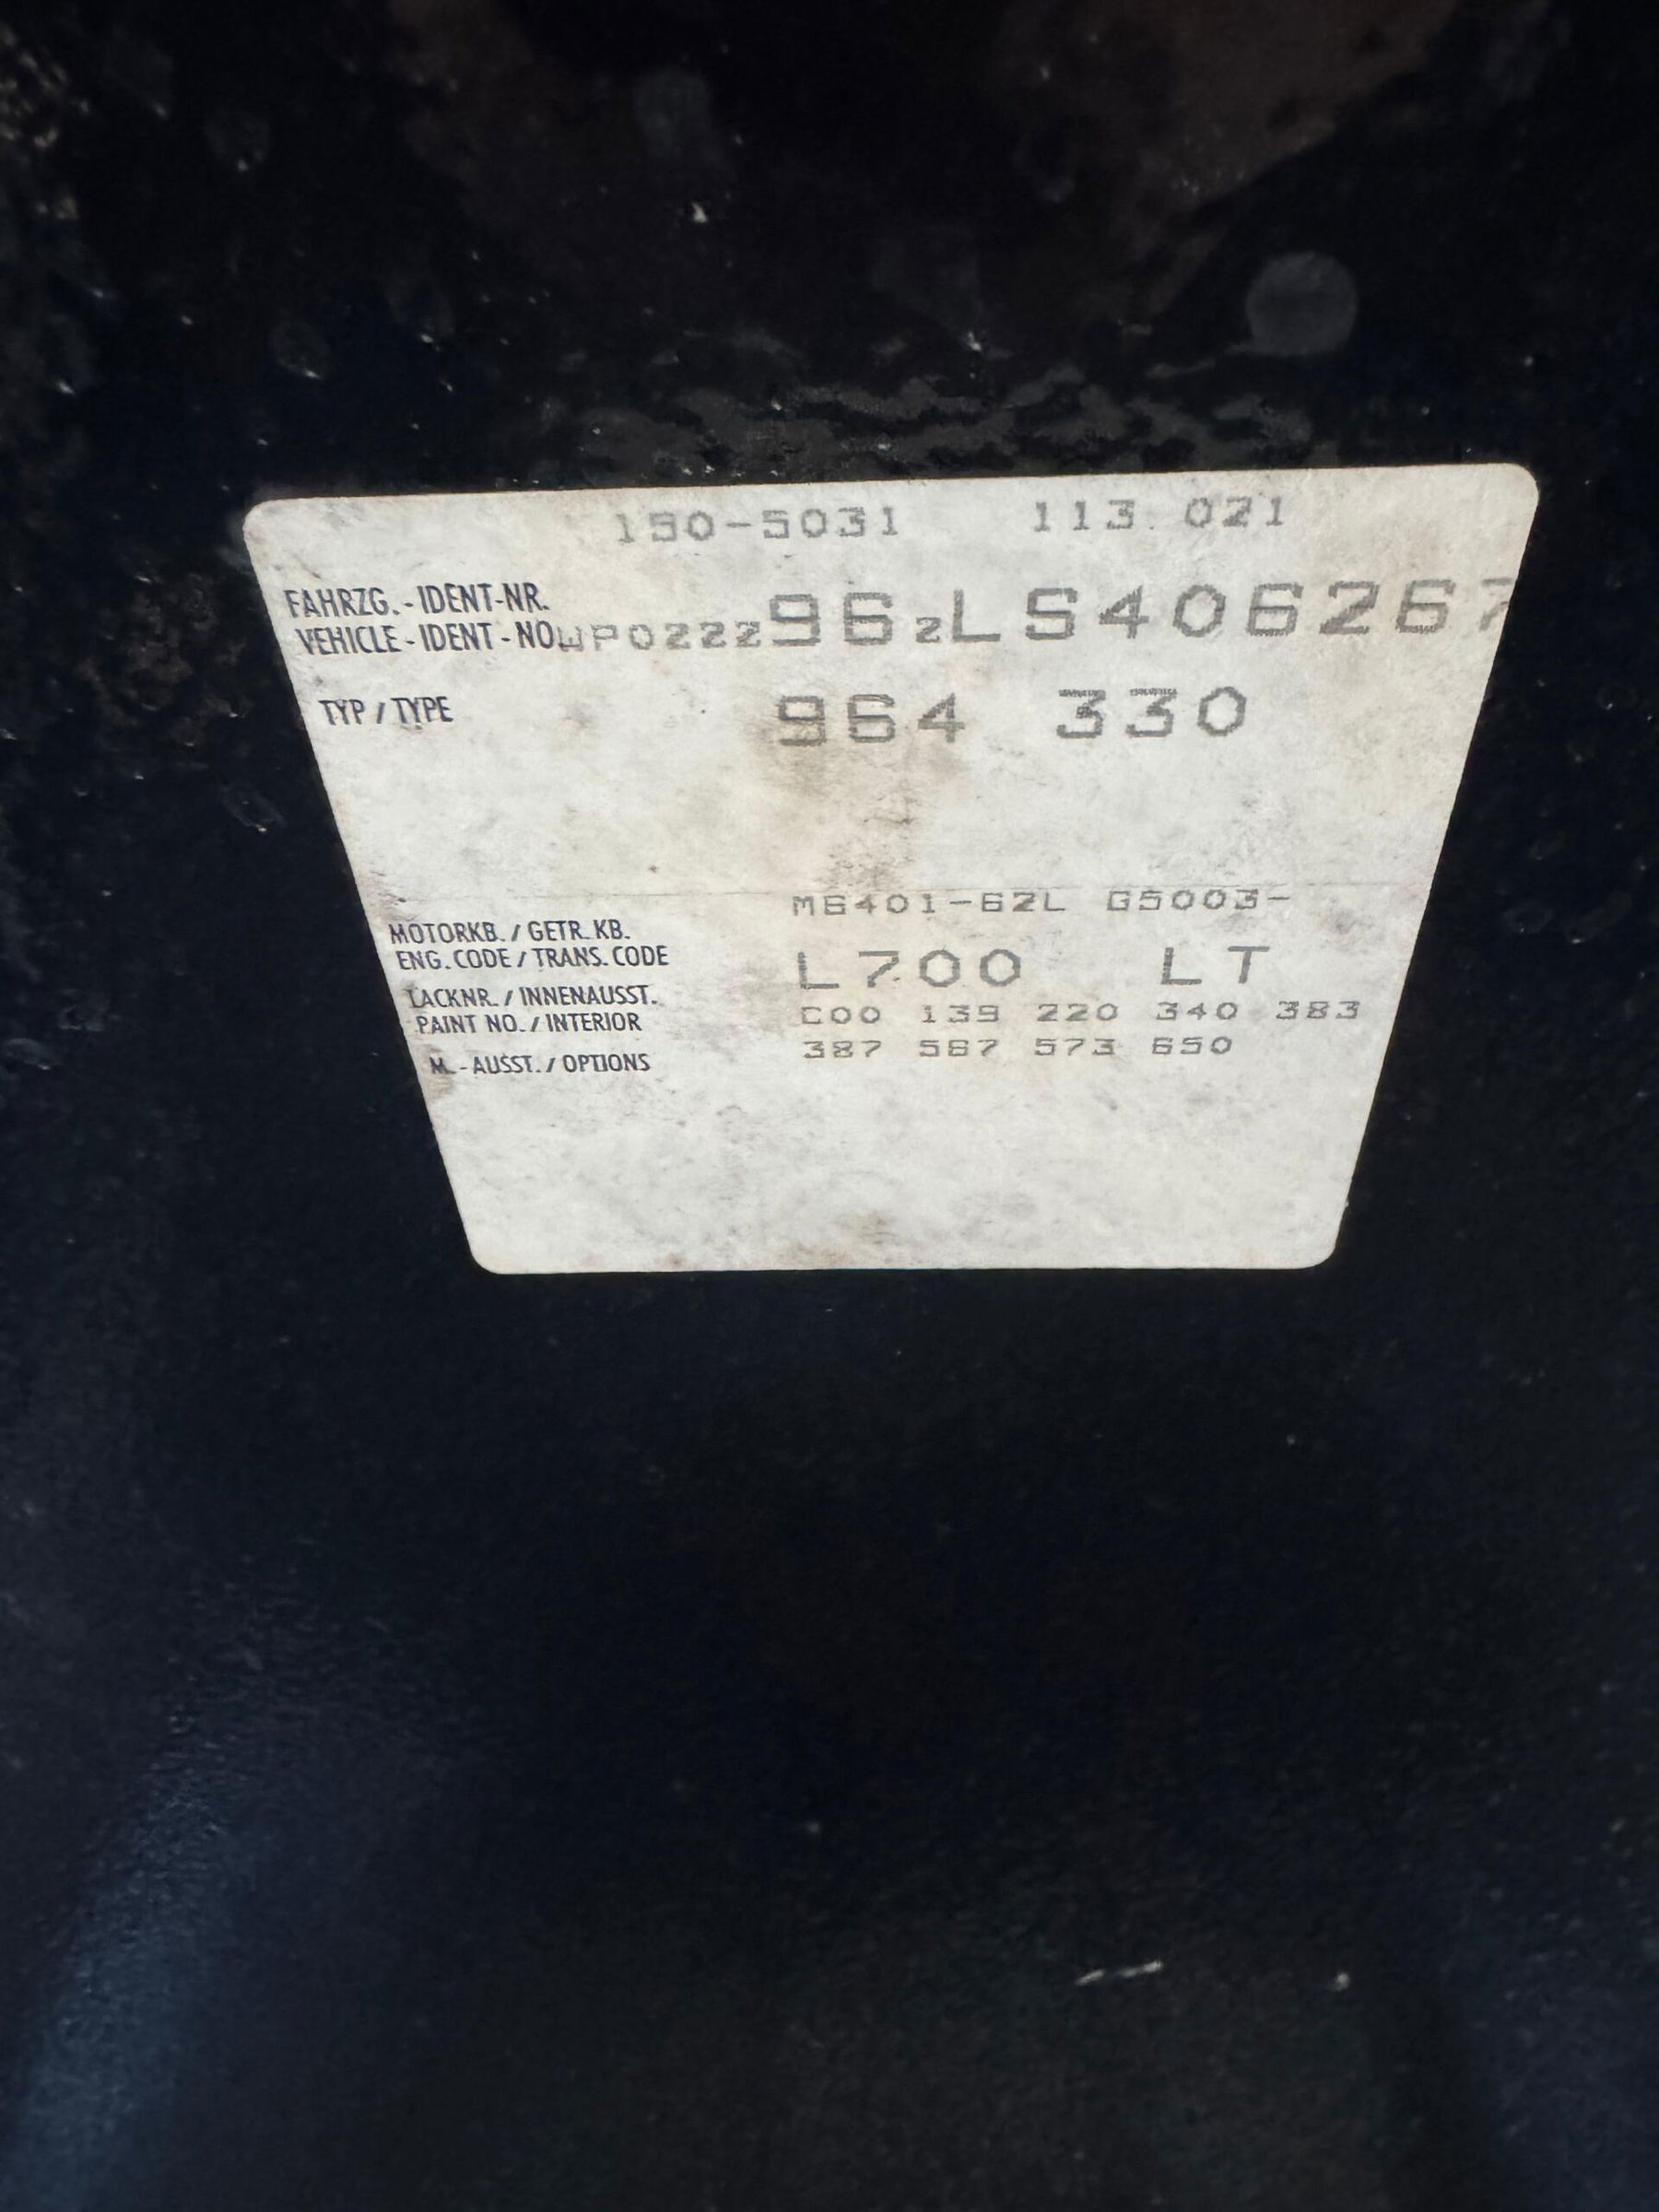 150-5031 113 021
FAHRZG.-IDENT-NR.
VEHICLE-IDENT-NO. WP0ZZZ96zLS406267
TYP / TYPE 964 330
M6401-62L G5003-
MOTORKB. / GETR. KB.
ENG. CODE / TRANS. CODE L700 LT
LACKNR. / INNENAUSST.
PAINT NO. / INTERIOR C00 139 220 340 383
M.-AUSST. / OPTIONS 387 567 573 650